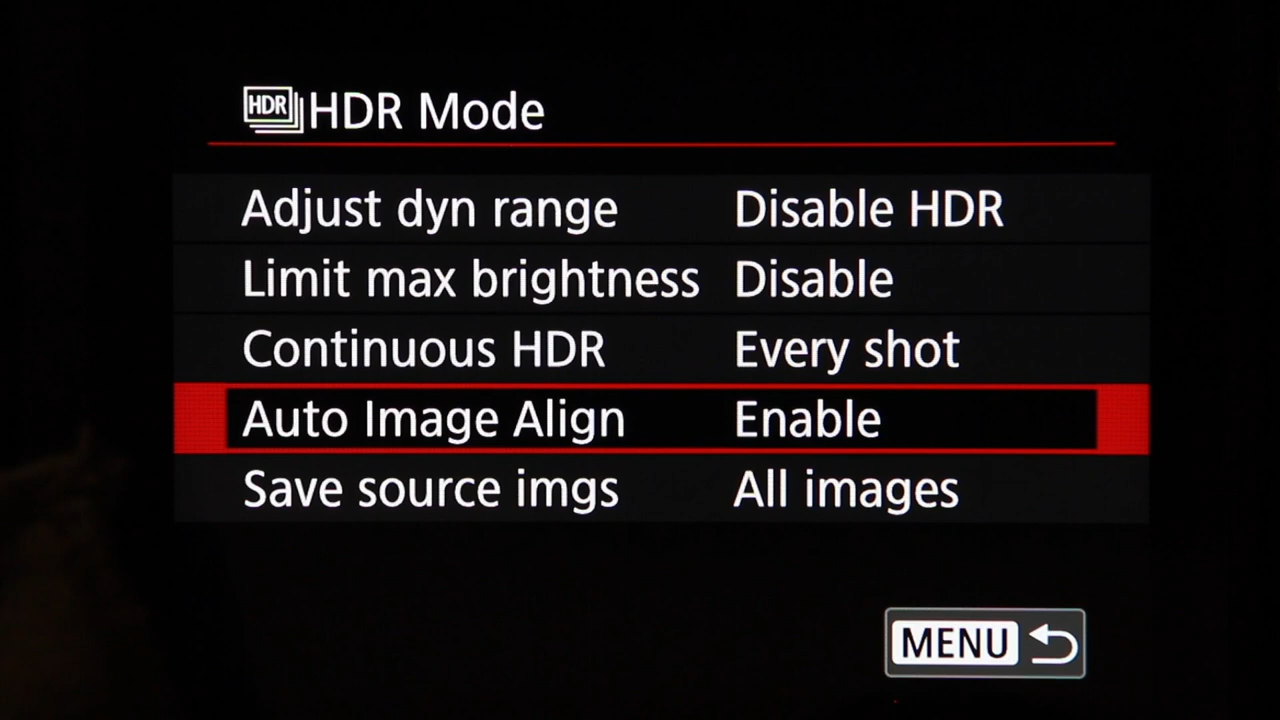 HDR HDR Mode
Adjust dyn range Disable HDR
Limit max brightness Disable
Continuous HDR Every shot
Auto Image Align Enable
Save source imgs All images
MENU